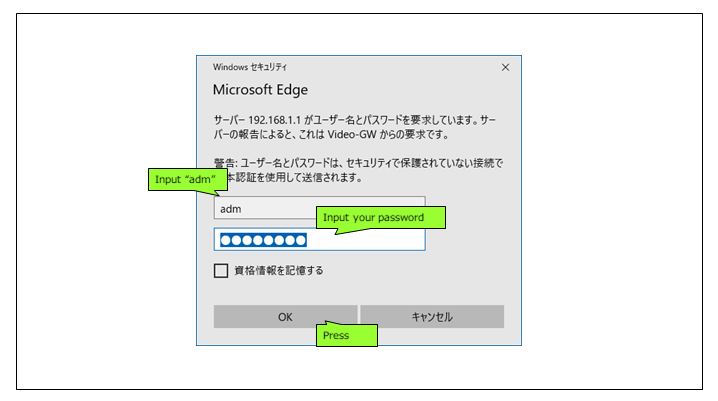 Windows セキュリティ
Microsoft Edge
サーバー 192.168.1.1 がユーザー名とパスワードを要求しています。サー
バーの報告によると、これは Video-GW からの要求です。
警告: ユーザー名とパスワードは、セキュリティで保護されていない接続で
本認証を使用して送信されます。
Input “adm”
adm
Input your password
資格情報を記憶する
OK
キャンセル
Press